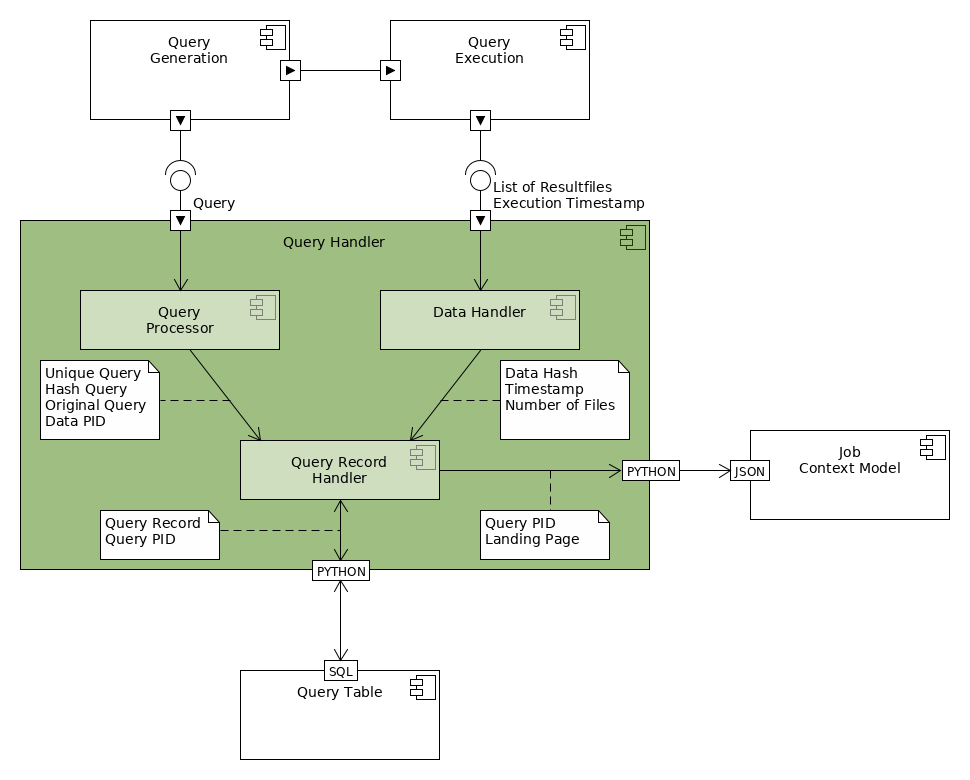 Query
Generation
Query
Execution
Query
List of Resultfiles
Execution Timestamp
Query Handler
Query
Processor
Data Handler
Unique Query
Hash Query
Original Query
Data PID
Data Hash
Timestamp
Number of Files
Query Record
Handler
PYTHON
JSON
Job
Context Model
Query Record
Query PID
Query PID
Landing Page
PYTHON
SQL
Query Table